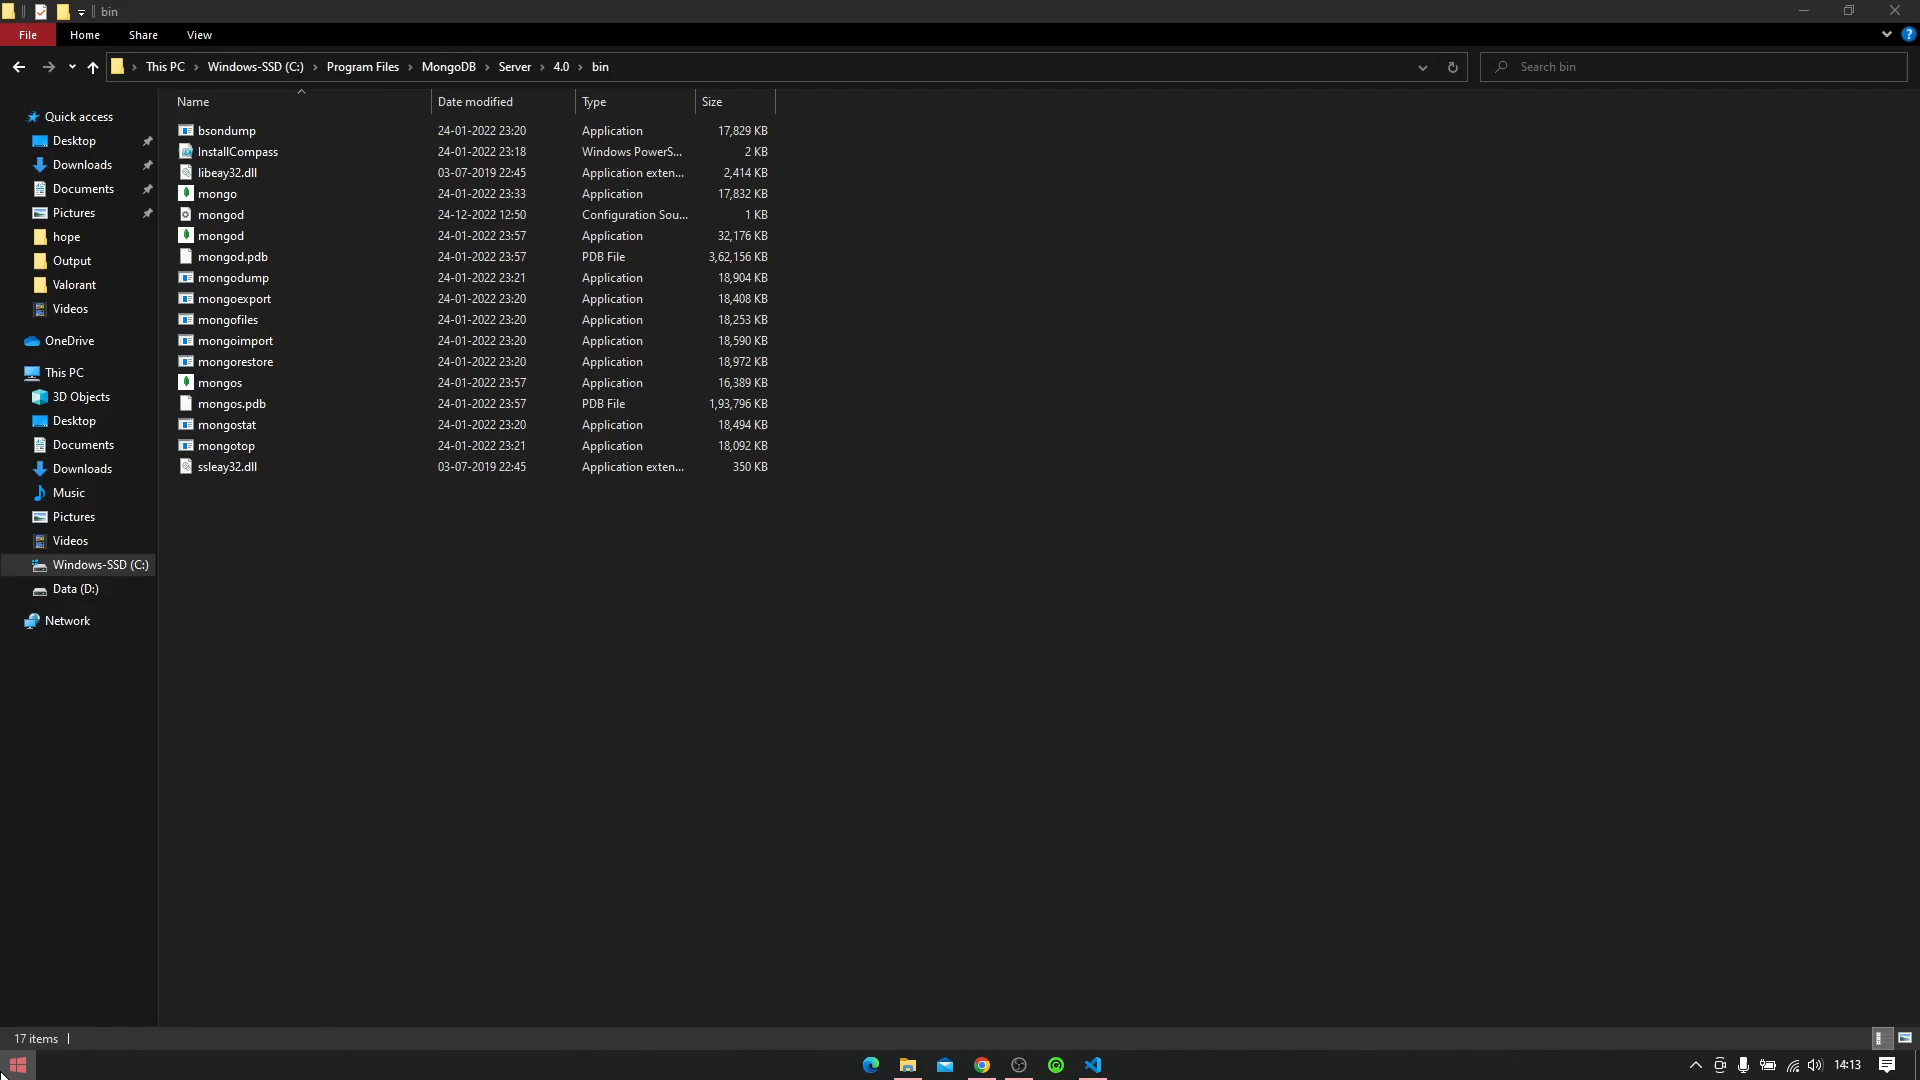 bin
File Home Share View
This PC Windows-SSD (C:) Program Files MongoDB Server 4.0 bin Search bin
Name Date modified Type Size
Quick access
Desktop
Downloads
Documents
Pictures
hope
Output
Valorant
Videos
OneDrive
This PC
3D Objects
Desktop
Documents
Downloads
Music
Pictures
Videos
Windows-SSD (C:)
Data (D:)
Network
bsondump 24-01-2022 23:20 Application 17,829 KB
InstallCompass 24-01-2022 23:18 Windows PowerS... 2 KB
libeay32.dll 03-07-2019 22:45 Application exten... 2,414 KB
mongo 24-01-2022 23:33 Application 17,832 KB
mongod 24-12-2022 12:50 Configuration Sou... 1 KB
mongod 24-01-2022 23:57 Application 32,176 KB
mongod.pdb 24-01-2022 23:57 PDB File 3,62,156 KB
mongodump 24-01-2022 23:21 Application 18,904 KB
mongoexport 24-01-2022 23:20 Application 18,408 KB
mongofiles 24-01-2022 23:20 Application 18,253 KB
mongoimport 24-01-2022 23:20 Application 18,590 KB
mongorestore 24-01-2022 23:20 Application 18,972 KB
mongos 24-01-2022 23:57 Application 16,389 KB
mongos.pdb 24-01-2022 23:57 PDB File 1,93,796 KB
mongostat 24-01-2022 23:20 Application 18,494 KB
mongotop 24-01-2022 23:21 Application 18,092 KB
ssleay32.dll 03-07-2019 22:45 Application exten... 350 KB
17 items
14:13